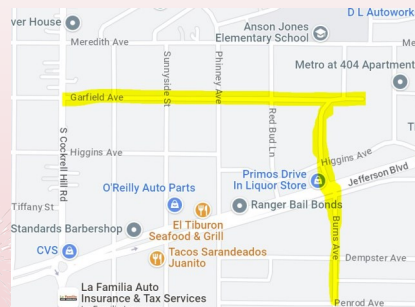 D L Autowork
ver House
Anson Jones
Elementary School
Meredith Ave
Me
Metro at 404 Apartment
Sunnyside St
Phinney Ave
Garfield Ave
Red Bud Ln
S Cockrell Hill Rd
Higgins Ave
Higgins Ave
Primos Drive
In Liquor Store
Jefferson Blvd
O'Reilly Auto Parts
Ranger Bail Bonds
Tiffany St
El Tiburon
Seafood & Grill
Standards Barbershop
Burns Ave
CVS
Tacos Sarandeados
Juanito
Dempster Ave
La Familia Auto
Insurance & Tax Services
Penrod Ave